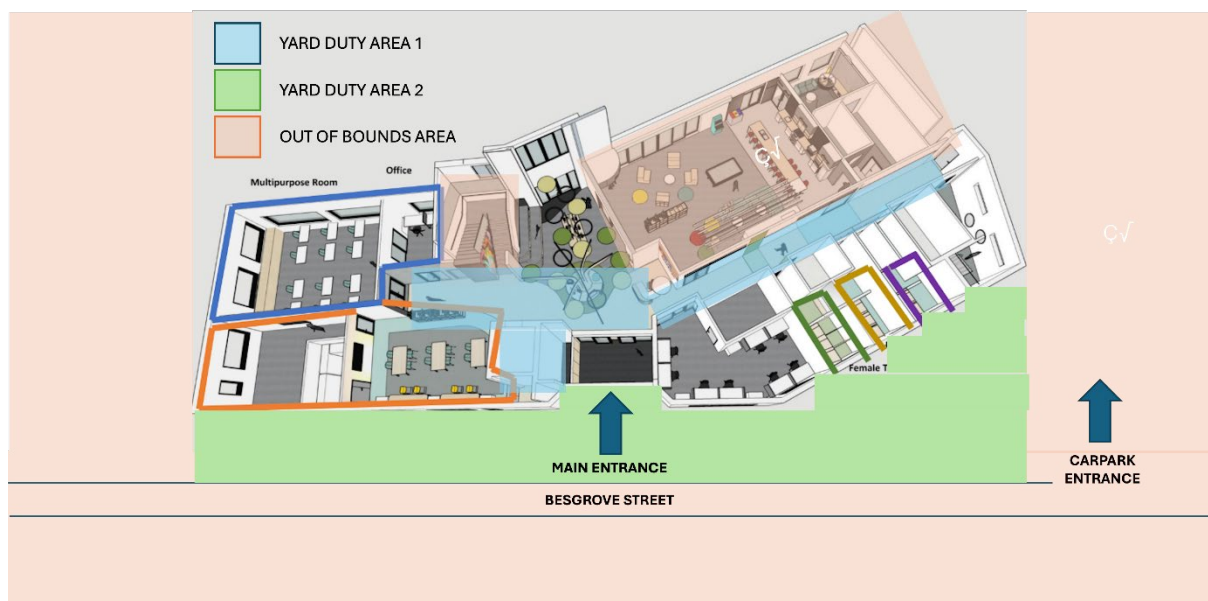 YARD DUTY AREA 1
YARD DUTY AREA 2
OUT OF BOUNDS AREA
Office
Multipurpose Room
Ç√
Ç√
Female T
MAIN ENTRANCE
CARPARK
ENTRANCE
BESGROVE STREET